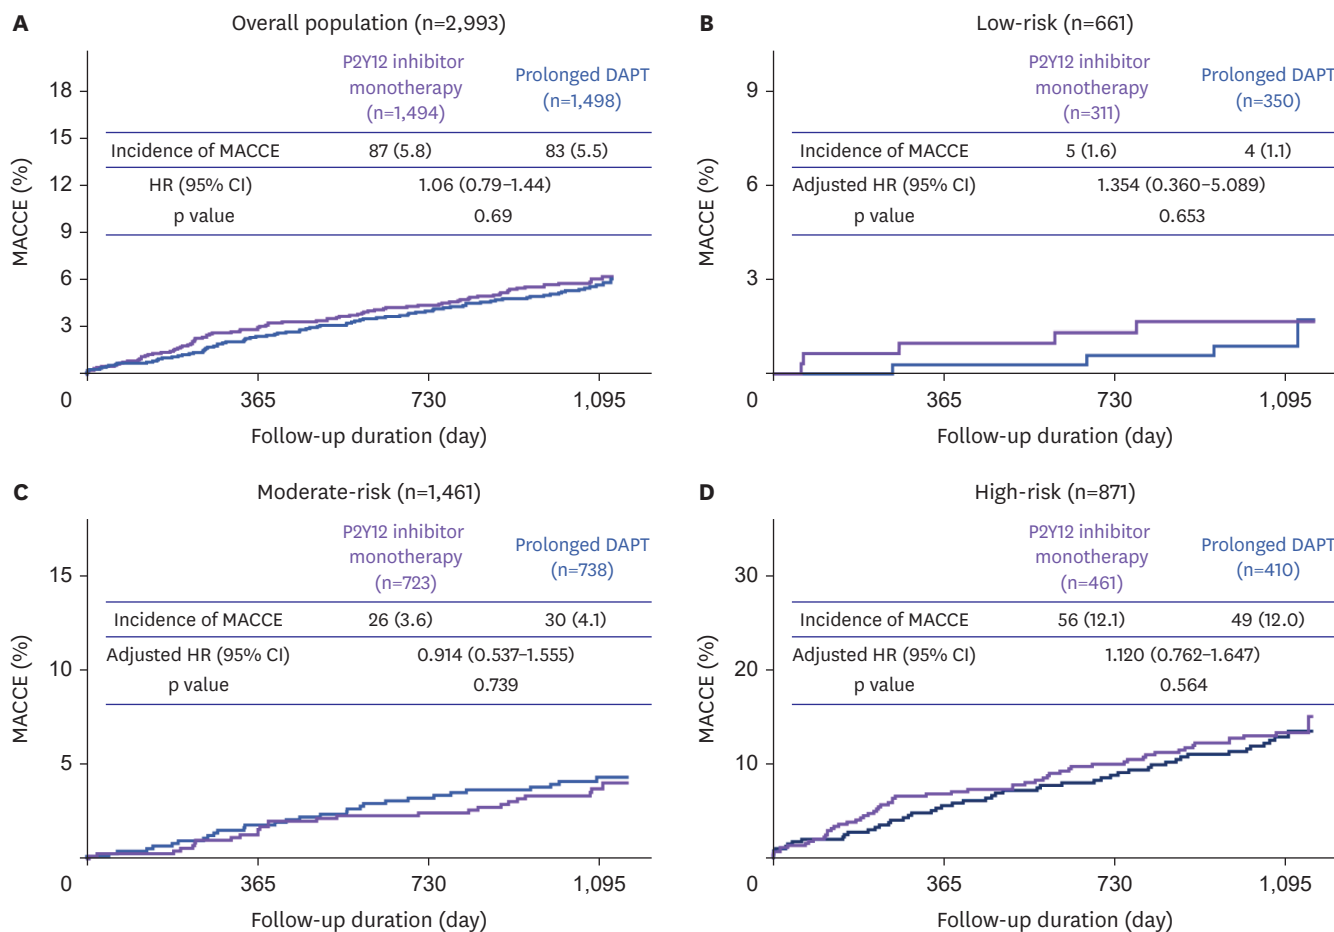 A
Overall population (n=2,993)
P2Y12 inhibitor
monotherapy
(n=1,494)
Prolonged DAPT
(n=1,498)
Incidence of MACCE 87 (5.8) 83 (5.5)
HR (95% CI) 1.06 (0.79–1.44)
p value 0.69
MACCE (%)
18
15
12
9
6
3
0 365 730 1,095
Follow-up duration (day)
B
Low-risk (n=661)
P2Y12 inhibitor
monotherapy
(n=311)
Prolonged DAPT
(n=350)
Incidence of MACCE 5 (1.6) 4 (1.1)
Adjusted HR (95% CI) 1.354 (0.360–5.089)
p value 0.653
MACCE (%)
9
6
3
0 365 730 1,095
Follow-up duration (day)
C
Moderate-risk (n=1,461)
P2Y12 inhibitor
monotherapy
(n=723)
Prolonged DAPT
(n=738)
Incidence of MACCE 26 (3.6) 30 (4.1)
Adjusted HR (95% CI) 0.914 (0.537–1.555)
p value 0.739
MACCE (%)
15
10
5
0 365 730 1,095
Follow-up duration (day)
D
High-risk (n=871)
P2Y12 inhibitor
monotherapy
(n=461)
Prolonged DAPT
(n=410)
Incidence of MACCE 56 (12.1) 49 (12.0)
Adjusted HR (95% CI) 1.120 (0.762–1.647)
p value 0.564
MACCE (%)
30
20
10
0 365 730 1,095
Follow-up duration (day)